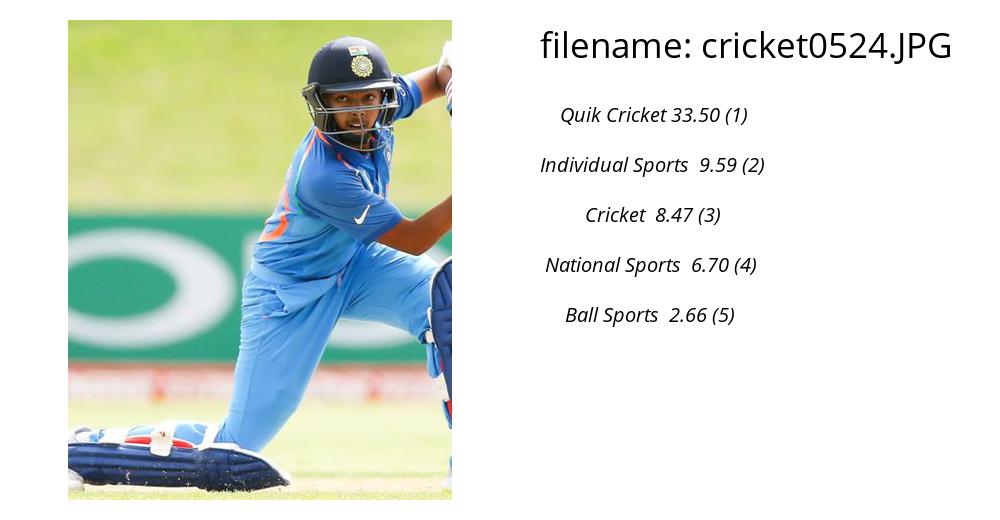 filename: cricket0524.JPG
Quik Cricket 33.50 (1)
Individual Sports 9.59 (2)
Cricket 8.47 (3)
National Sports 6.70 (4)
Ball Sports 2.66 (5)